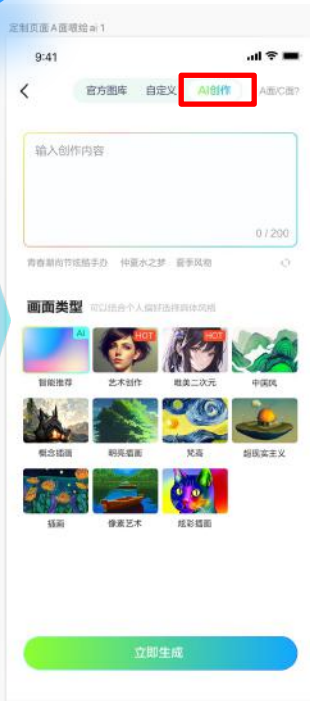 定制页面A面喂绘ai 1
9:41
官方图库 自定义 AI创作 A面/C面?
输入创作内容
0 / 200
青春潮尚节炫酷手办 仲夏水之梦 夏季风物
画面类型 可以结合个人偏好选择具体风格
AI HOT HOT
智能推荐 艺术创作 唯美二次元 中国风
概念插画 明亮插画 梵高 超现实主义
插画 像素艺术 炫彩插画
立即生成